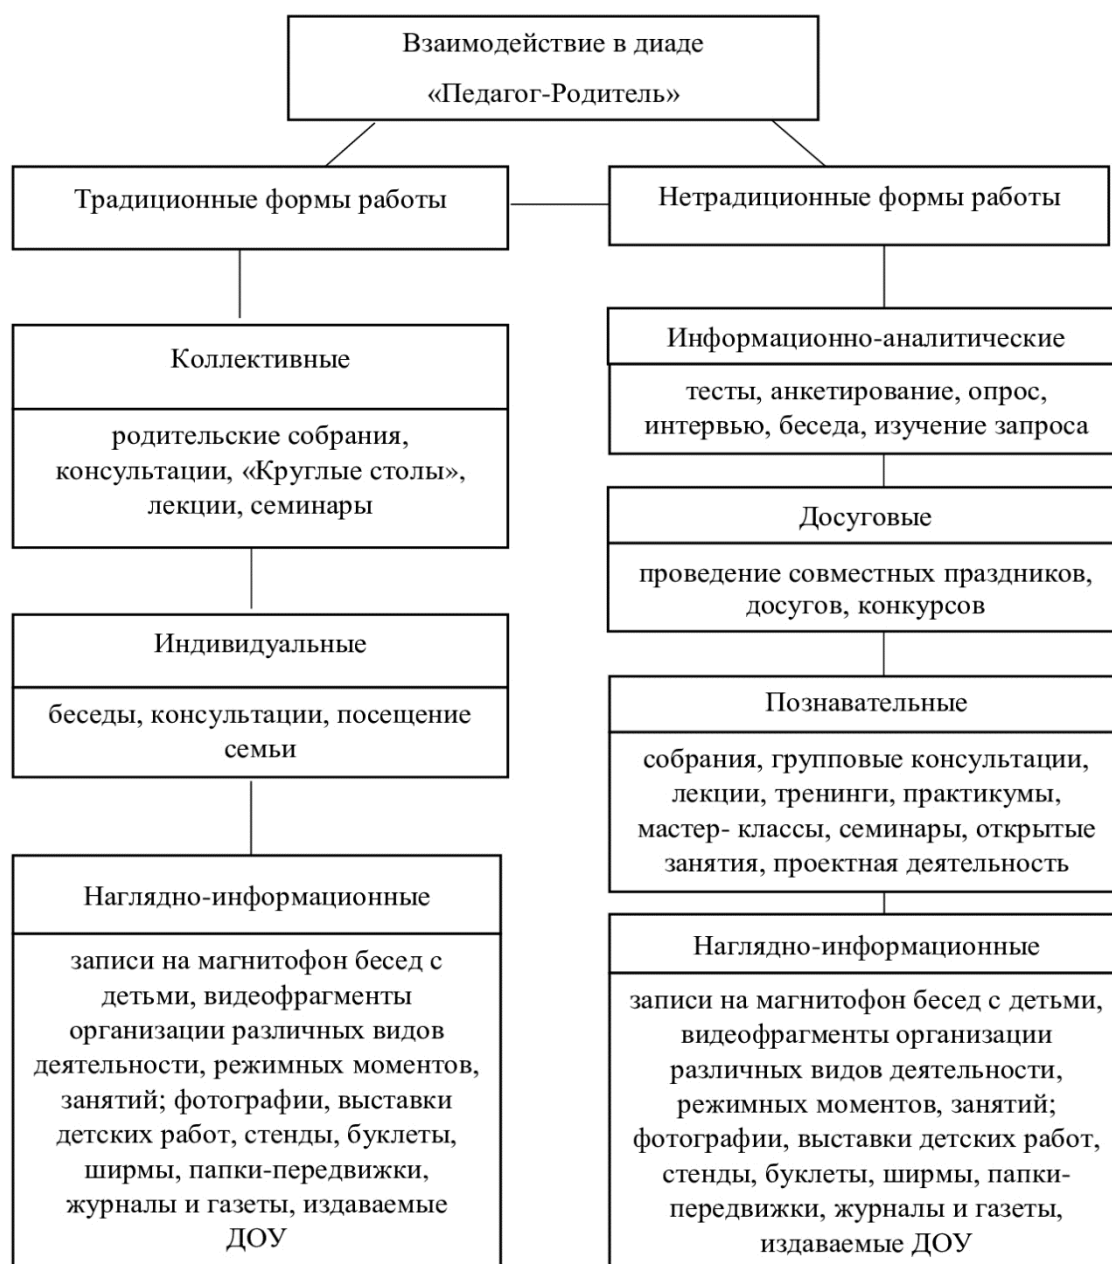 Взаимодействие в диаде
«Педагог-Родитель»
Традиционные формы работы
Нетрадиционные формы работы
Коллективные
родительские собрания,
консультации, «Круглые столы»,
лекции, семинары
Индивидуальные
беседы, консультации, посещение
семьи
Наглядно-информационные
записи на магнитофон бесед с
детьми, видеофрагменты
организации различных видов
деятельности, режимных моментов,
занятий; фотографии, выставки
детских работ, стенды, буклеты,
ширмы, папки-передвижки,
журналы и газеты, издаваемые
ДОУ
Информационно-аналитические
тесты, анкетирование, опрос,
интервью, беседа, изучение запроса
Досуговые
проведение совместных праздников,
досугов, конкурсов
Познавательные
собрания, групповые консультации,
лекции, тренинги, практикумы,
мастер- классы, семинары, открытые
занятия, проектная деятельность
Наглядно-информационные
записи на магнитофон бесед с детьми,
видеофрагменты организации
различных видов деятельности,
режимных моментов, занятий;
фотографии, выставки детских работ,
стенды, буклеты, ширмы, папки-
передвижки, журналы и газеты,
издаваемые ДОУ